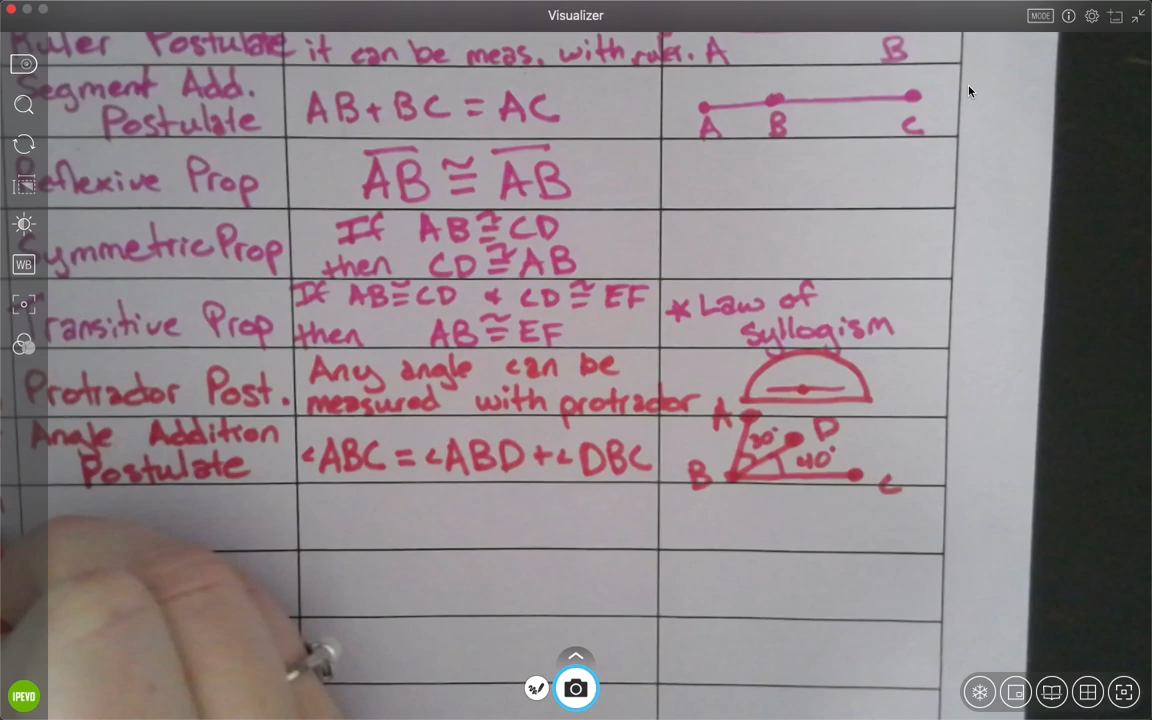 Visualizer
MODE
Ruler Postulate it can be meas. with ruler. A B
Segment Add.
Postulate
AB + BC = AC
A B C
Reflexive Prop
AB ≅ AB
Symmetric Prop
If AB ≅ CD
then CD ≅ AB
Transitive Prop
If AB ≅ CD & CD ≅ EF
then AB ≅ EF
* Law of
Syllogism
Protrador Post.
Any angle can be
measured with protrador
Angle Addition
Postulate
∠ABC = ∠ABD + ∠DBC
A
30° D
40°
B C
WB
IPEVO